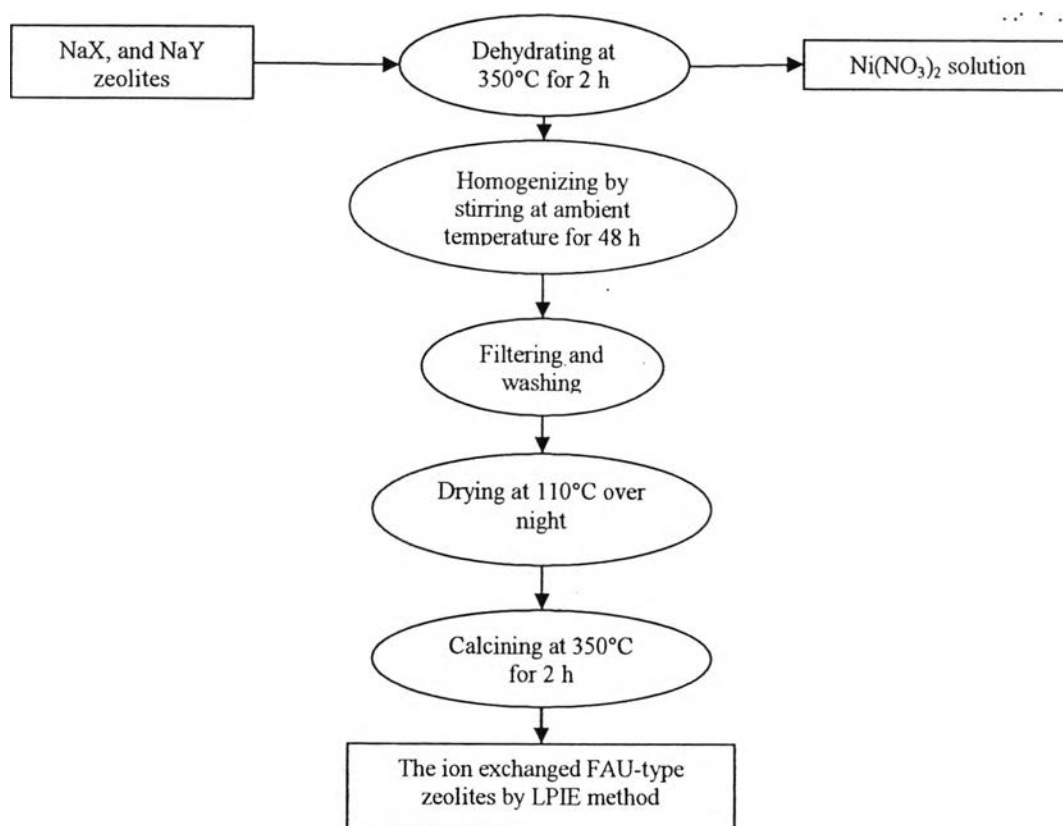 NaX, and NaY
zeolites
Dehydrating at
350°C for 2 h
Ni(NO₃)₂ solution
Homogenizing by
stirring at ambient
temperature for 48 h
Filtering and
washing
Drying at 110°C over
night
Calcining at 350°C
for 2 h
The ion exchanged FAU-type
zeolites by LPIE method